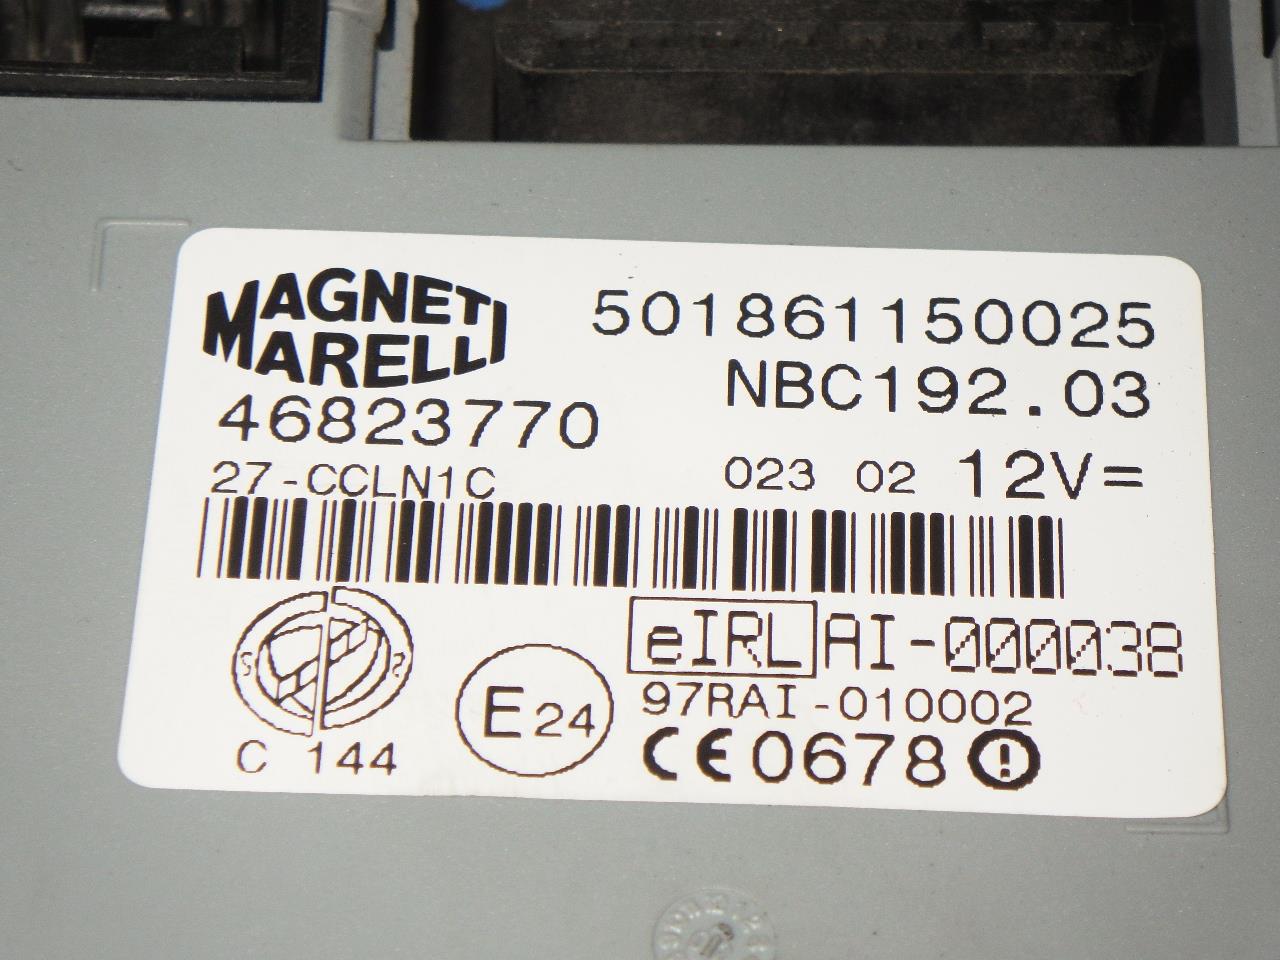 MAGNETI
MARELLI
501861150025
NBC192.03
46823770
27-CCLN1C
023 02 12V=
eIRL AI-000038
E24
97RAI-010002
C 144
CE0678